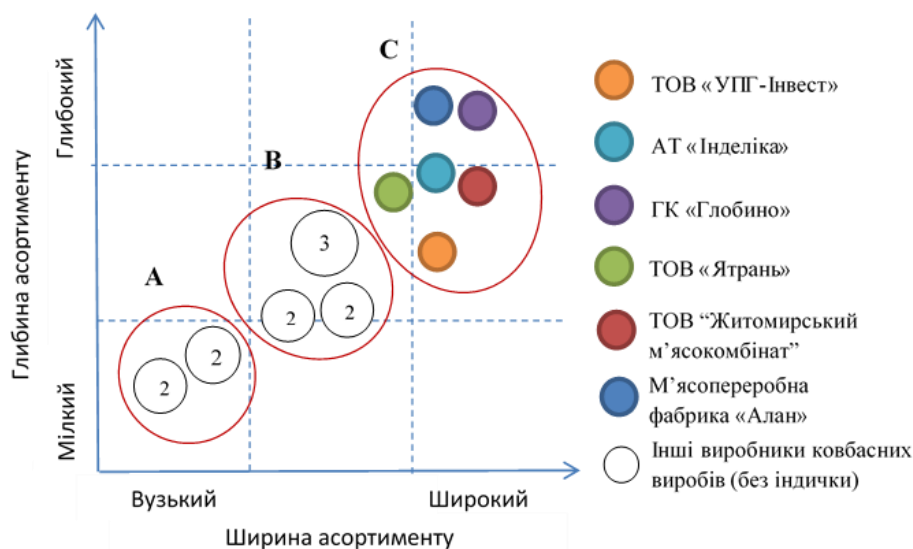 Глибина асортименту
Глибокий
Мілкий
A
B
C
3
2
2
2
2
Вузький
Широкий
Ширина асортименту
ТОВ «УПГ-Інвест»
АТ «Інделіка»
ГК «Глобино»
ТОВ «Ятрань»
ТОВ “Житомирський
м’ясокомбінат”
М’ясопереробна
фабрика «Алан»
Інші виробники ковбасних
виробів (без індички)